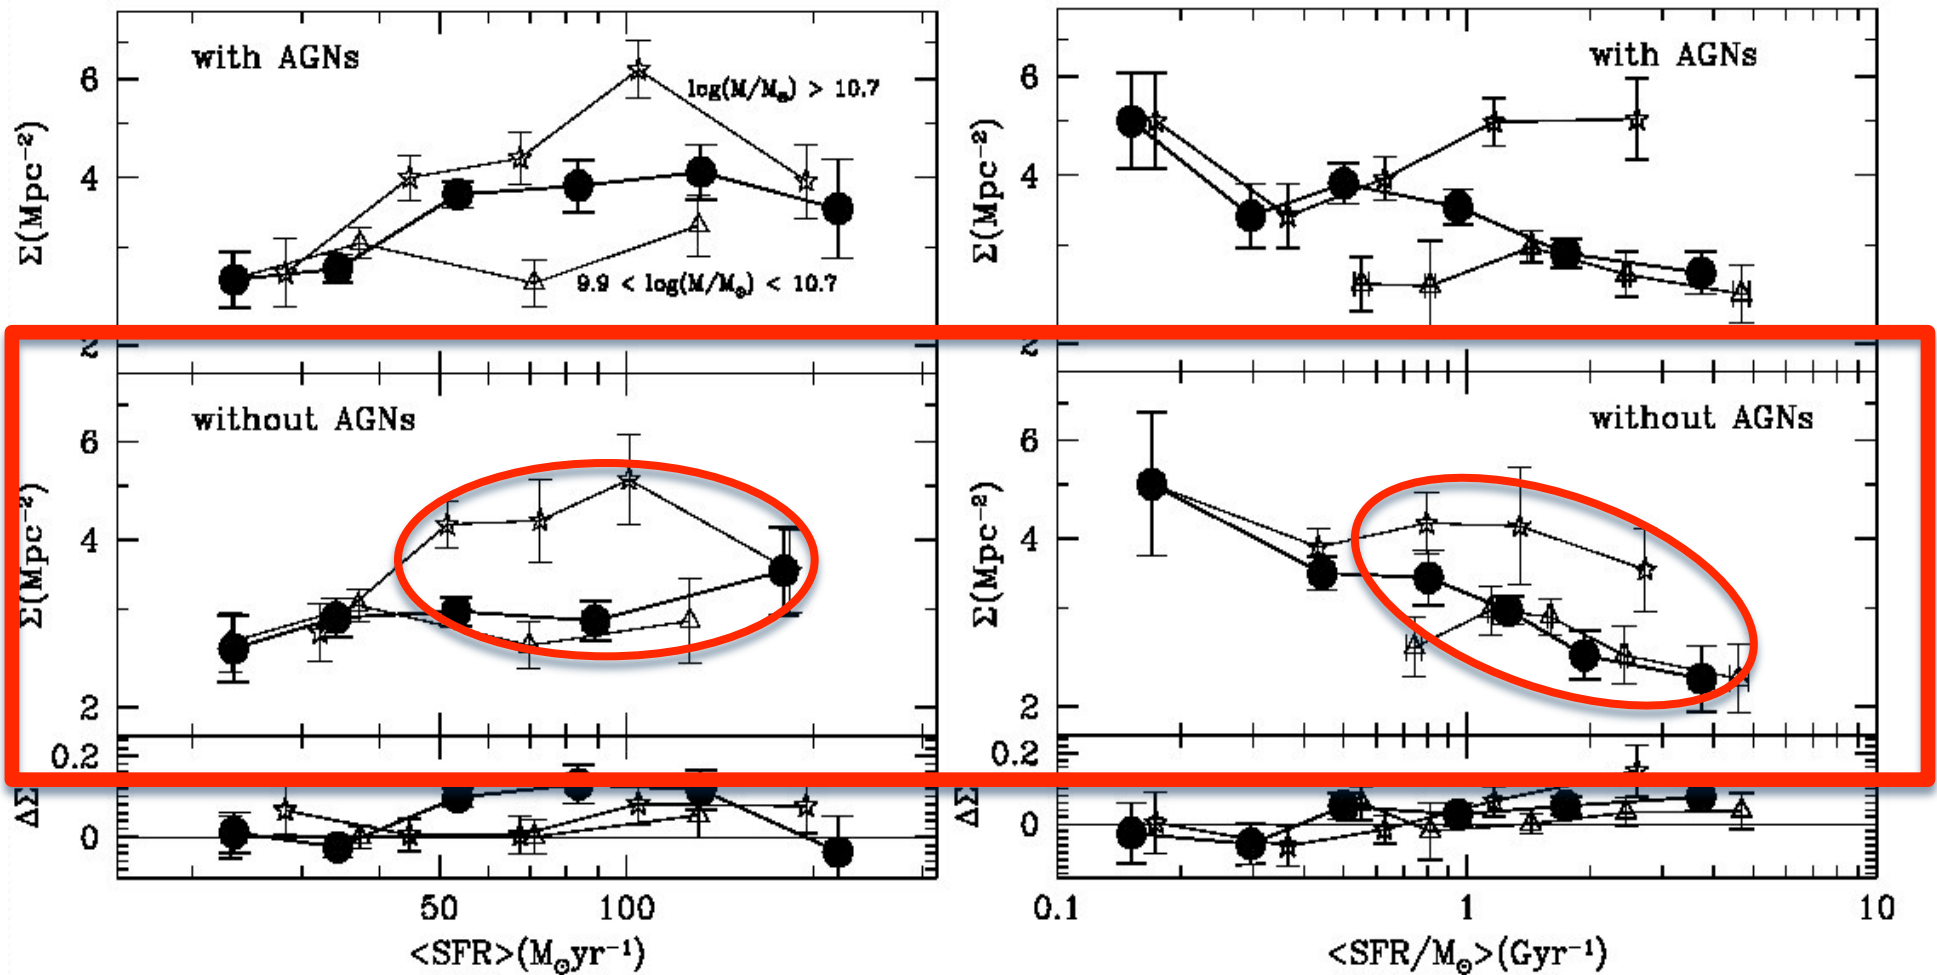 with AGNs
log(M/M⊙) > 10.7
9.9 < log(M/M⊙) < 10.7
Σ(Mpc⁻²)
6
4
2
with AGNs
Σ(Mpc⁻²)
6
4
2
without AGNs
Σ(Mpc⁻²)
6
4
2
without AGNs
Σ(Mpc⁻²)
6
4
2
ΔΣ
0.2
0
ΔΣ
0.2
0
50 100
<SFR>(M⊙yr⁻¹)
0.1 1 10
<SFR/M⊙>(Gyr⁻¹)